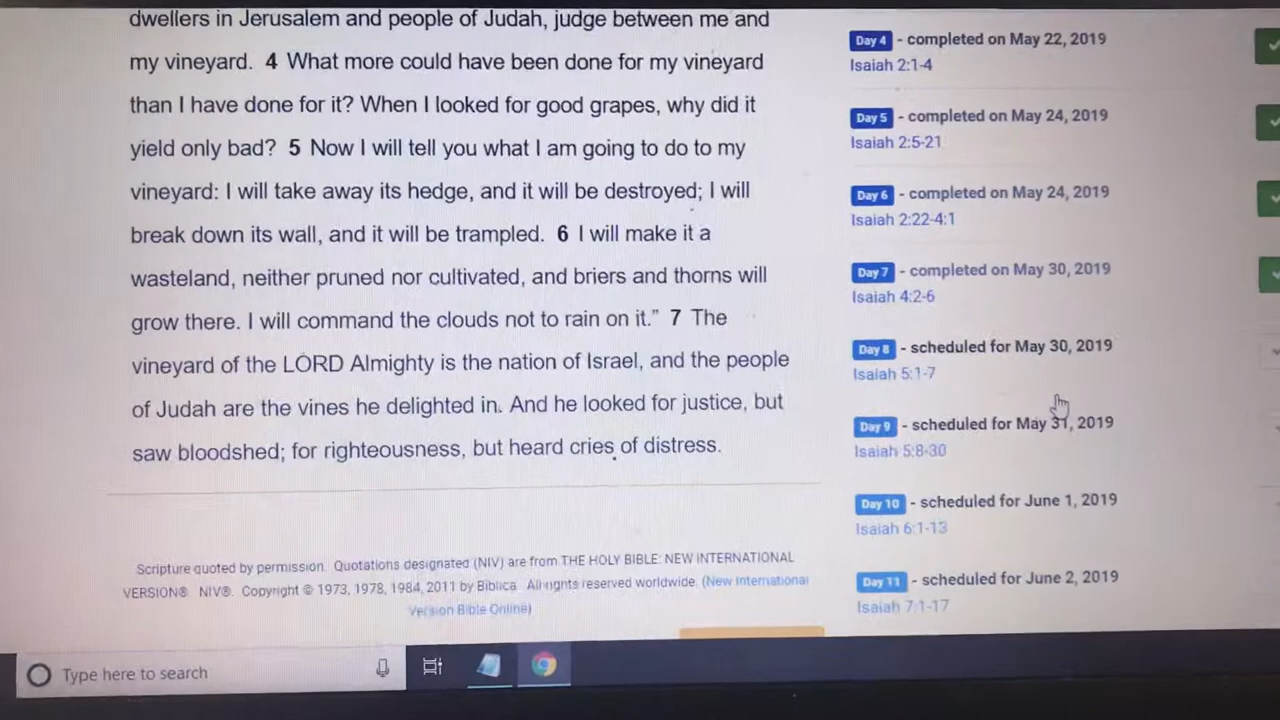 dwellers in Jerusalem and people of Judah, judge between me and
my vineyard. 4 What more could have been done for my vineyard
than I have done for it? When I looked for good grapes, why did it
yield only bad? 5 Now I will tell you what I am going to do to my
vineyard: I will take away its hedge, and it will be destroyed; I will
break down its wall, and it will be trampled. 6 I will make it a
wasteland, neither pruned nor cultivated, and briers and thorns will
grow there. I will command the clouds not to rain on it.” 7 The
vineyard of the LORD Almighty is the nation of Israel, and the people
of Judah are the vines he delighted in. And he looked for justice, but
saw bloodshed; for righteousness, but heard cries of distress.
Scripture quoted by permission. Quotations designated (NIV) are from THE HOLY BIBLE: NEW INTERNATIONAL
VERSION®. NIV®. Copyright © 1973, 1978, 1984, 2011 by Biblica. All rights reserved worldwide. (New International
Version Bible Online)
Day 4 - completed on May 22, 2019
Isaiah 2:1-4
Day 5 - completed on May 24, 2019
Isaiah 2:5-21
Day 6 - completed on May 24, 2019
Isaiah 2:22-4:1
Day 7 - completed on May 30, 2019
Isaiah 4:2-6
Day 8 - scheduled for May 30, 2019
Isaiah 5:1-7
Day 9 - scheduled for May 31, 2019
Isaiah 5:8-30
Day 10 - scheduled for June 1, 2019
Isaiah 6:1-13
Day 11 - scheduled for June 2, 2019
Isaiah 7:1-17
Type here to search